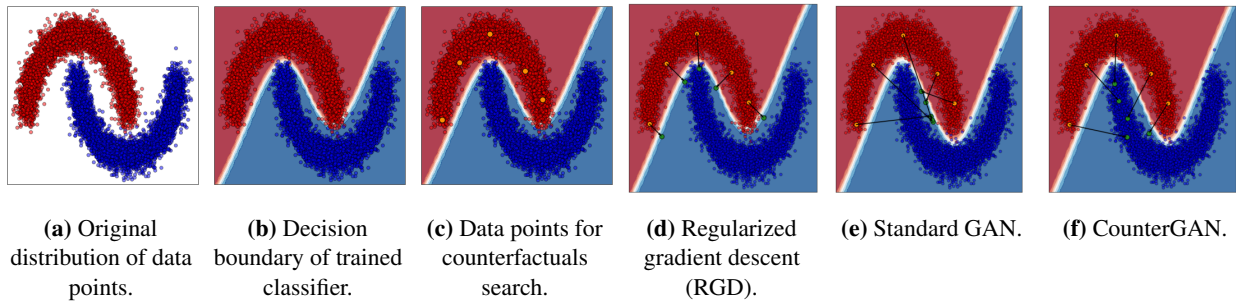 (a) Original
distribution of data
points.
(b) Decision
boundary of trained
classifier.
(c) Data points for
counterfactuals
search.
(d) Regularized
gradient descent
(RGD).
(e) Standard GAN.
(f) CounterGAN.